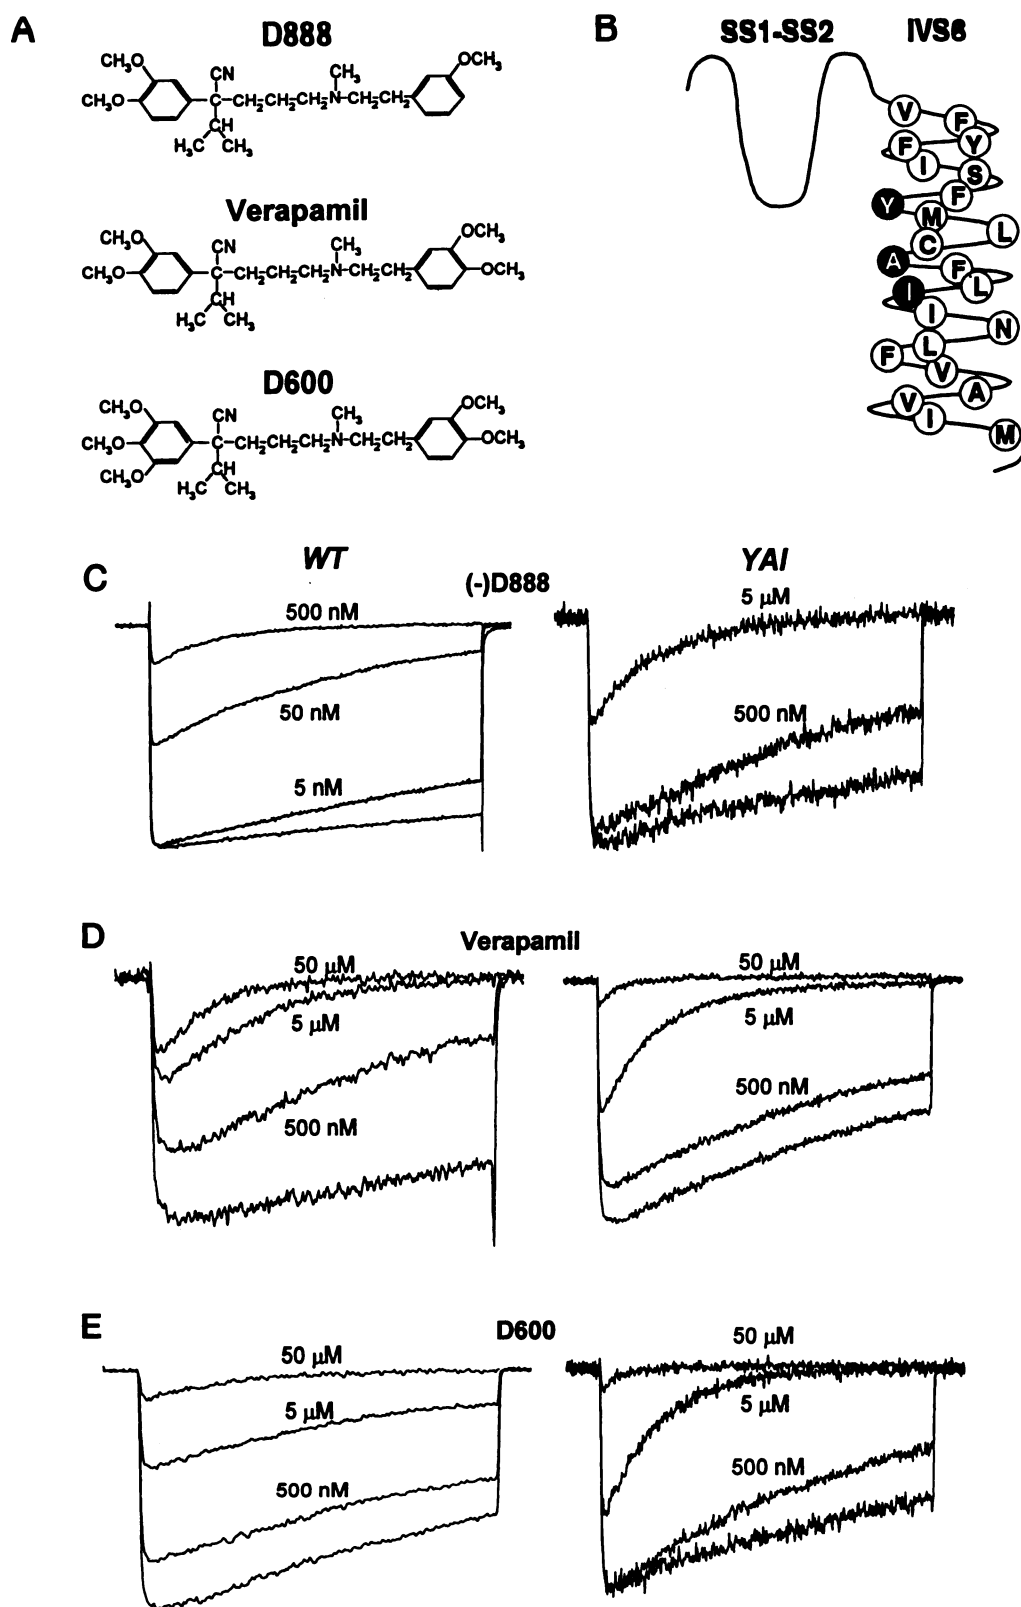 A
D888
CH₃O
OCH₃
CH₃O
CN
CH₃
C-CH₂CH₂CH₂N-CH₂CH₂
CH
H₃C CH₃
Verapamil
CH₃O
OCH₃
CH₃O
CN
CH₃
C-CH₂CH₂CH₂N-CH₂CH₂
OCH₃
CH
H₃C CH₃
D600
CH₃O
OCH₃
CH₃O
CN
CH₃
C-CH₂CH₂CH₂N-CH₂CH₂
OCH₃
CH₃O
CH
H₃C CH₃
B
SS1-SS2
IVS6
V
F
F
Y
I
S
Y
F
M
L
C
A
F
I
L
I
N
L
F
V
A
V
I
M
C
WT
(-)D888
YAI
500 nM
50 nM
5 nM
5 µM
500 nM
D
Verapamil
50 µM
5 µM
500 nM
50 µM
5 µM
500 nM
E
D600
50 µM
5 µM
500 nM
50 µM
5 µM
500 nM